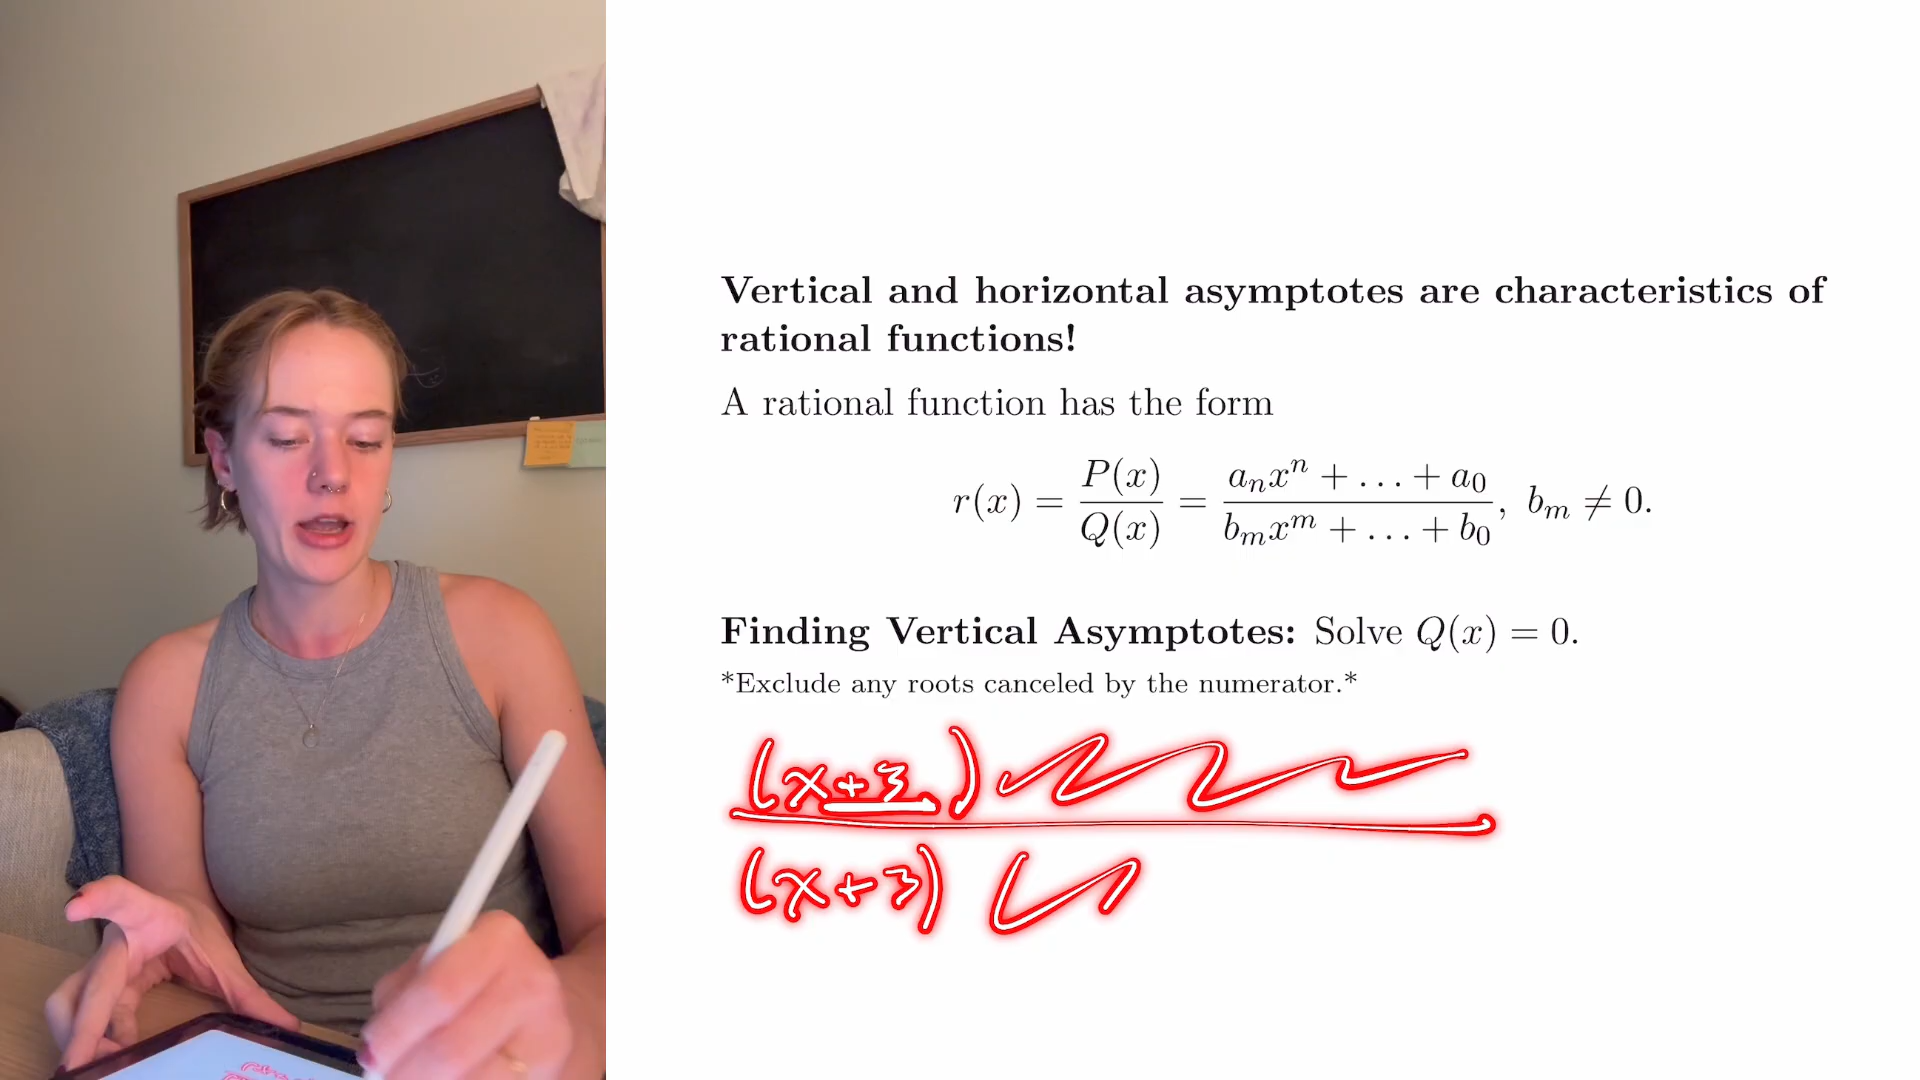 Vertical and horizontal asymptotes are characteristics of
rational functions!
A rational function has the form
r(x) = P(x)/Q(x) = (aₙxⁿ + … + a₀)/(bₘxᵐ + … + b₀), bₘ ≠ 0.
Finding Vertical Asymptotes: Solve Q(x) = 0.
*Exclude any roots canceled by the numerator.*
(x+3)
(x+3)